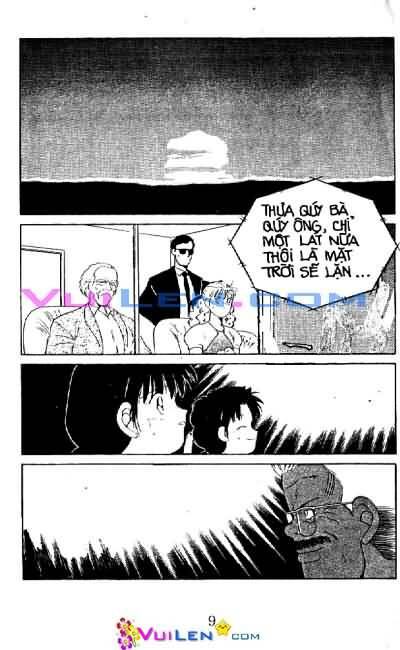 THƯA QUÝ BÀ,
QUÝ ÔNG, CHỈ
MỘT LÁT NỮA
THÔI LÀ MẶT
TRỜI SẼ LẶN ...
VUILEN.COM
9
VUILEN.COM